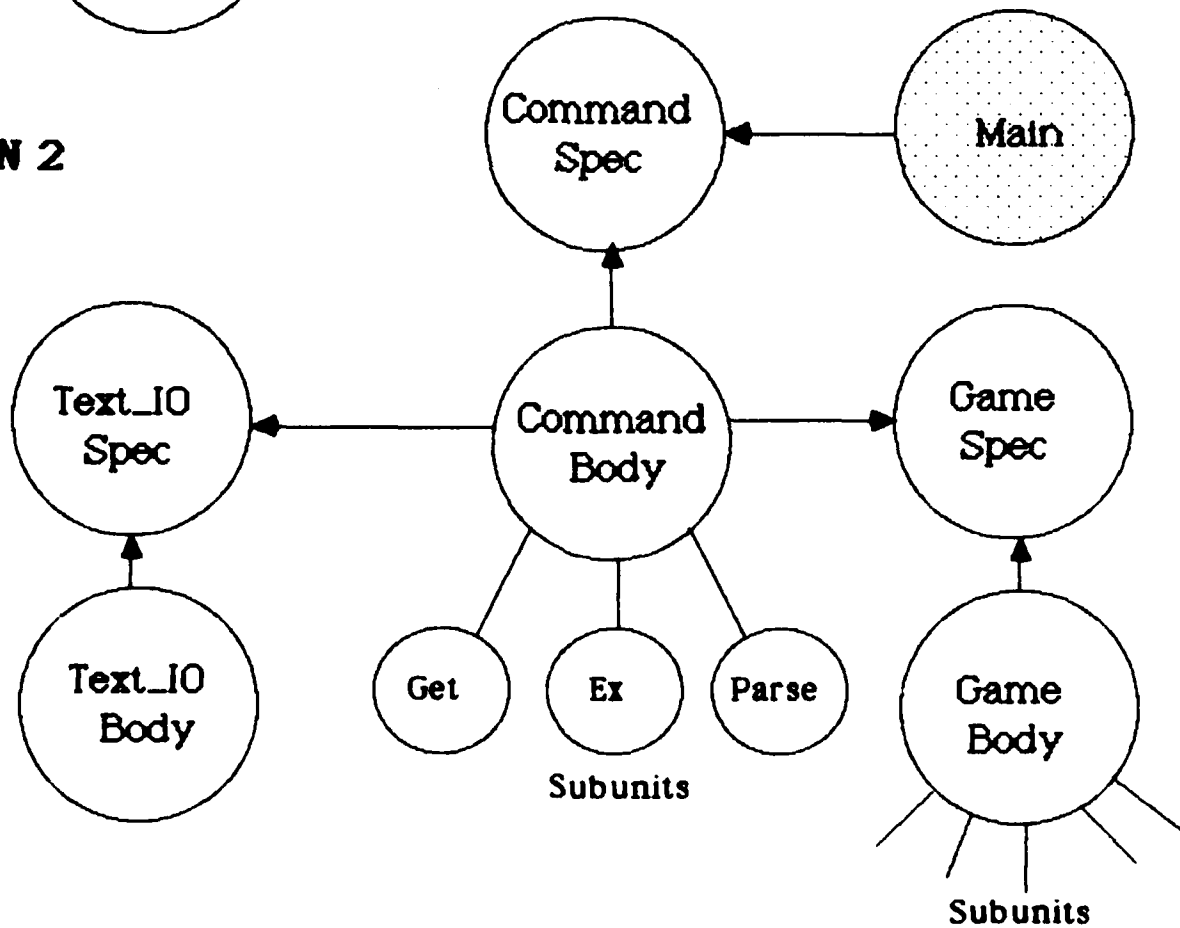 Command
Spec
Main
N 2
Text_IO
Spec
Command
Body
Game
Spec
Text_IO
Body
Get
Ex
Parse
Game
Body
Subunits
Subunits